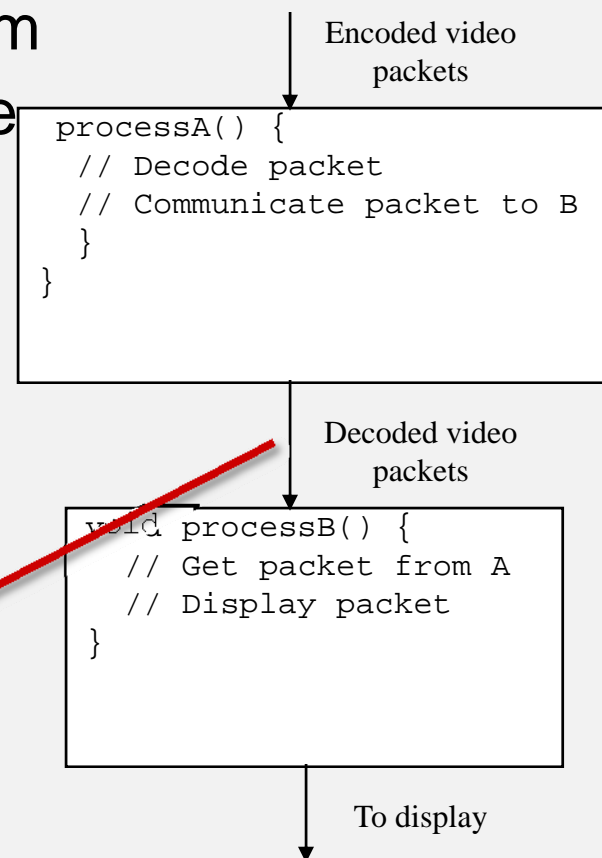 m
Encoded video
packets
e
processA() {
// Decode packet
// Communicate packet to B
}
}
Decoded video
packets
void processB() {
// Get packet from A
// Display packet
}
To display